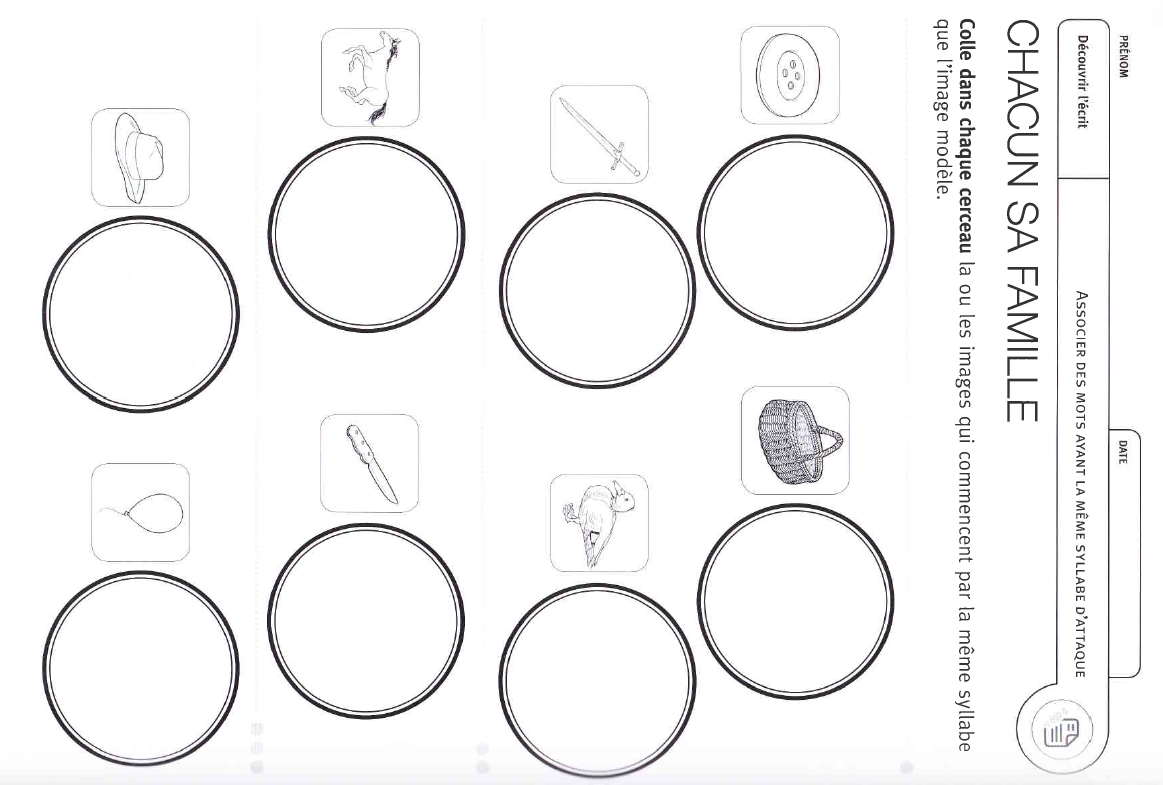 PRÉNOM
DATE
Découvrir l'écrit
ASSOCIER DES MOTS AYANT LA MÊME SYLLABE D'ATTAQUE
CHACUN SA FAMILLE
Colle dans chaque cerceau la ou les images qui commencent par la même syllabe
que l'image modèle.